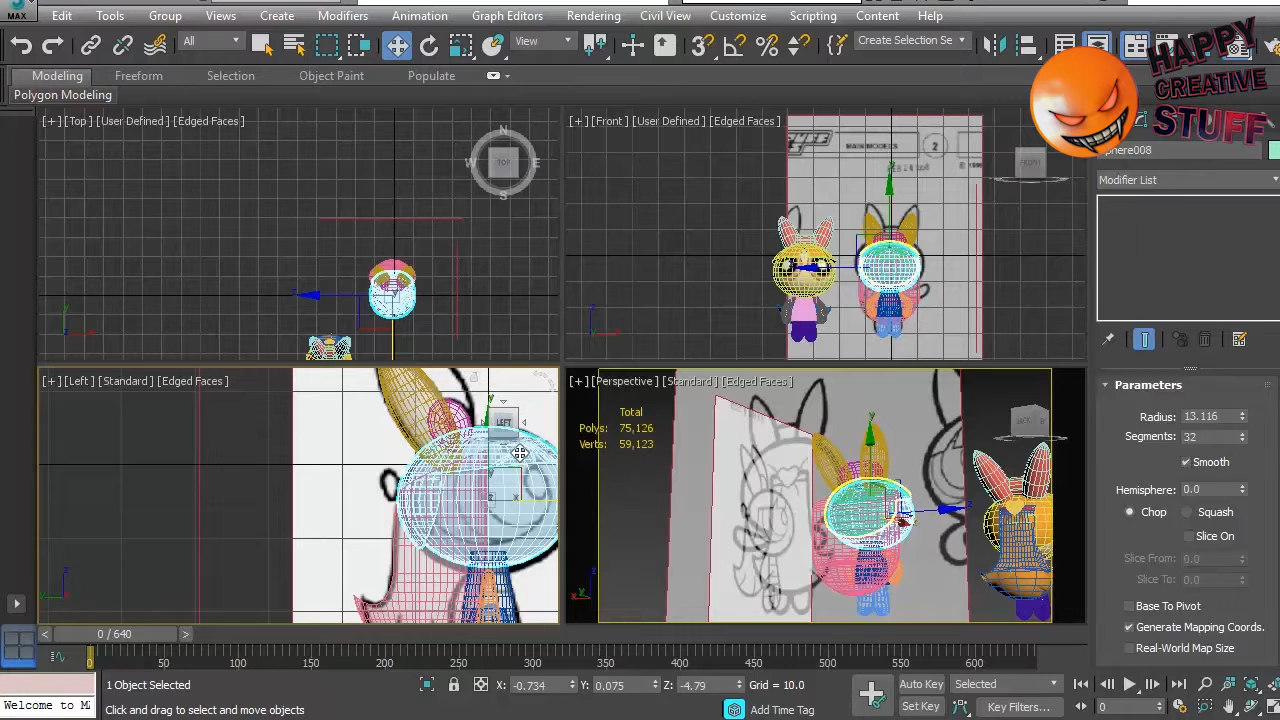 MAX
Edit Tools Group Views Create Modifiers Animation Graph Editors Rendering Civil View Customize Scripting Content Help
All View Create Selection Se
Modeling Freeform Selection Object Paint Populate
Polygon Modeling
HAPPY
CREATIVE
STUFF
[+] [Top] [User Defined] [Edged Faces]
[+] [Front] [User Defined] [Edged Faces]
N
W TOP E
S
MAIN MODELS 2
FRONT
phere008
Modifier List
[+] [Left] [Standard] [Edged Faces]
LEFT
[+] [Perspective] [Standard] [Edged Faces]
Total
Polys: 75,126
Verts: 59,123
Parameters
Radius: 13.116
Segments: 32
Smooth
Hemisphere: 0.0
Chop Squash
Slice On
Slice From: 0.0
Slice To: 0.0
Base To Pivot
Generate Mapping Coords.
Real-World Map Size
< 0 / 640 >
0 50 100 150 200 250 300 350 400 450 500 550 600
1 Object Selected
X: -0.734 Y: 0.075 Z: -4.79 Grid = 10.0
Auto Key Selected
Welcome to M
Click and drag to select and move objects
Add Time Tag
Set Key Key Filters... 0